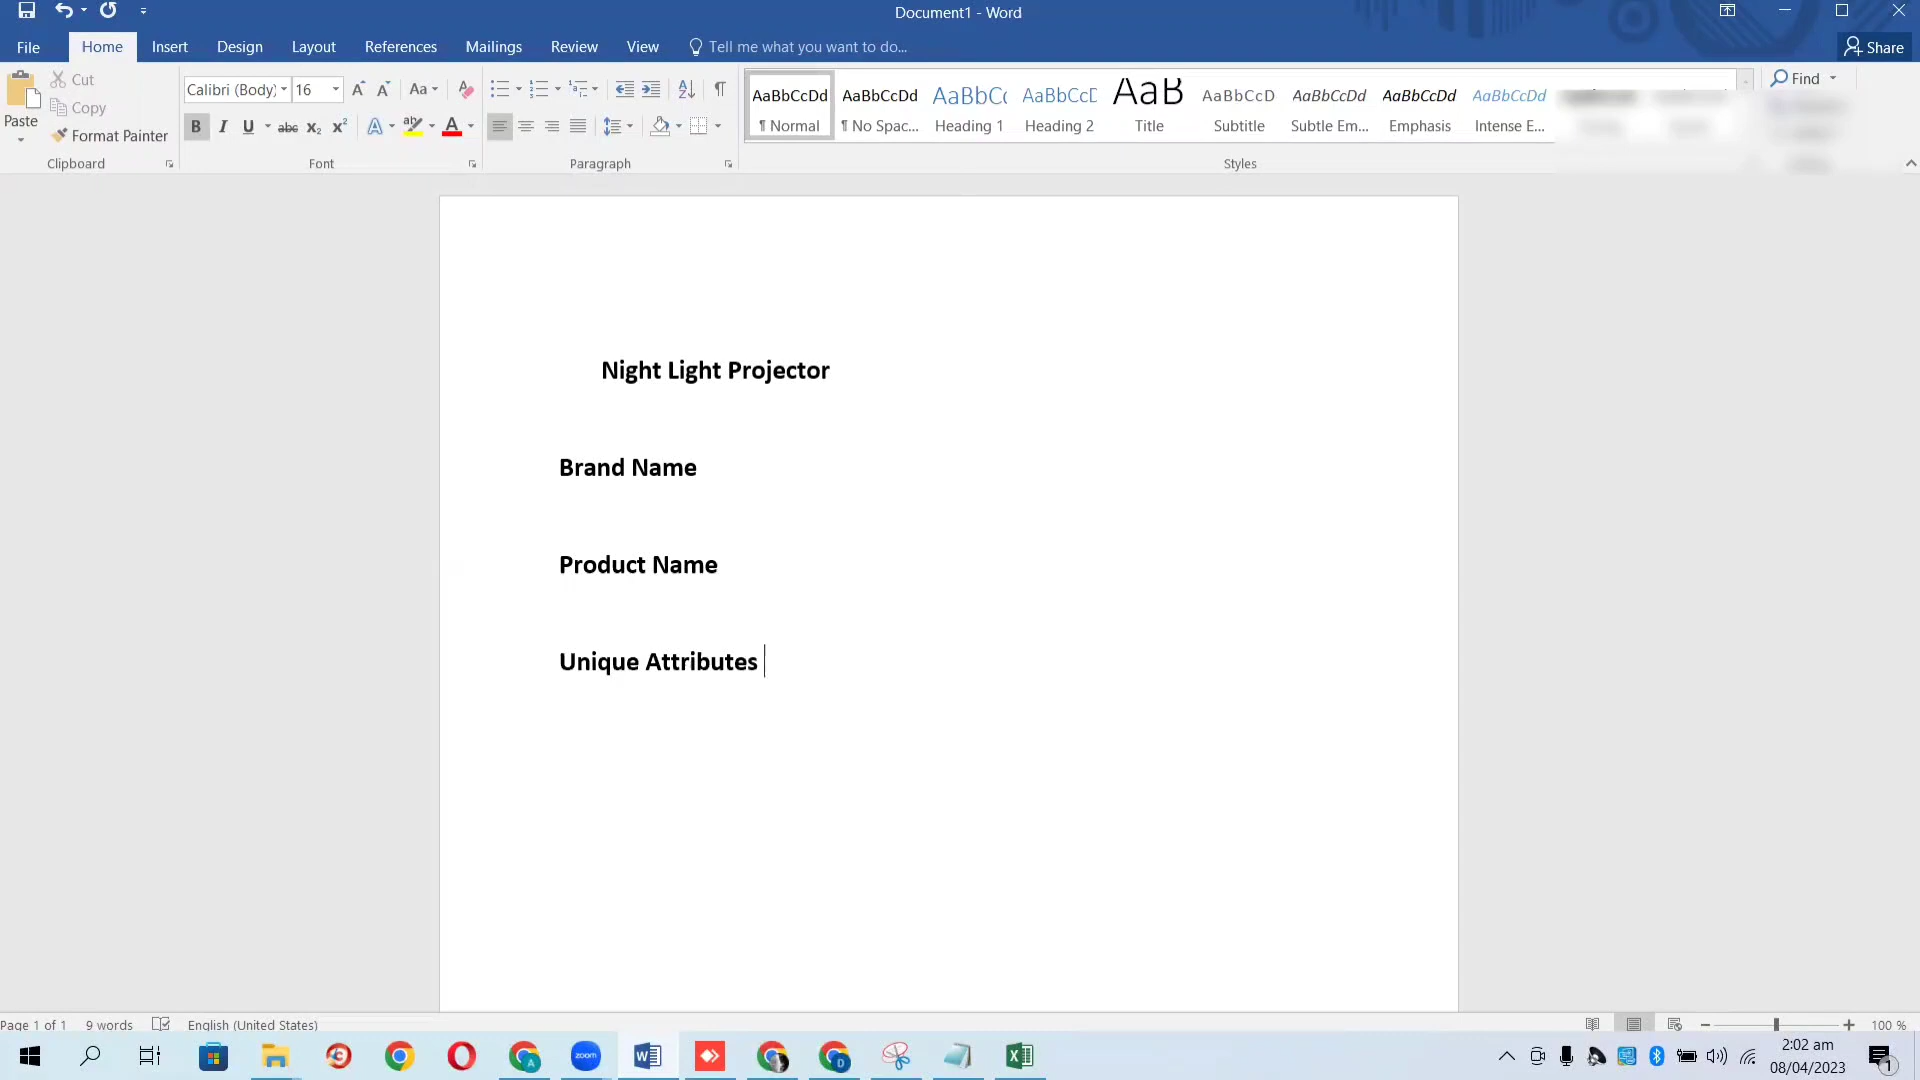 Document1 - Word
File Home Insert Design Layout References Mailings Review View Tell me what you want to do... Share
Cut
Copy
Format Painter
Paste
Clipboard
Calibri (Body) 16
Font
Paragraph
AaBbCcDd AaBbCcDd AaBbC AaBbCcD AaB AaBbCcD AaBbCcDd AaBbCcDd AaBbCcDd
¶ Normal ¶ No Spac... Heading 1 Heading 2 Title Subtitle Subtle Em... Emphasis Intense E...
Styles
Find
Night Light Projector
Brand Name
Product Name
Unique Attributes
Page 1 of 1 9 words English (United States) 100 %
zoom
2:02 am
08/04/2023
1